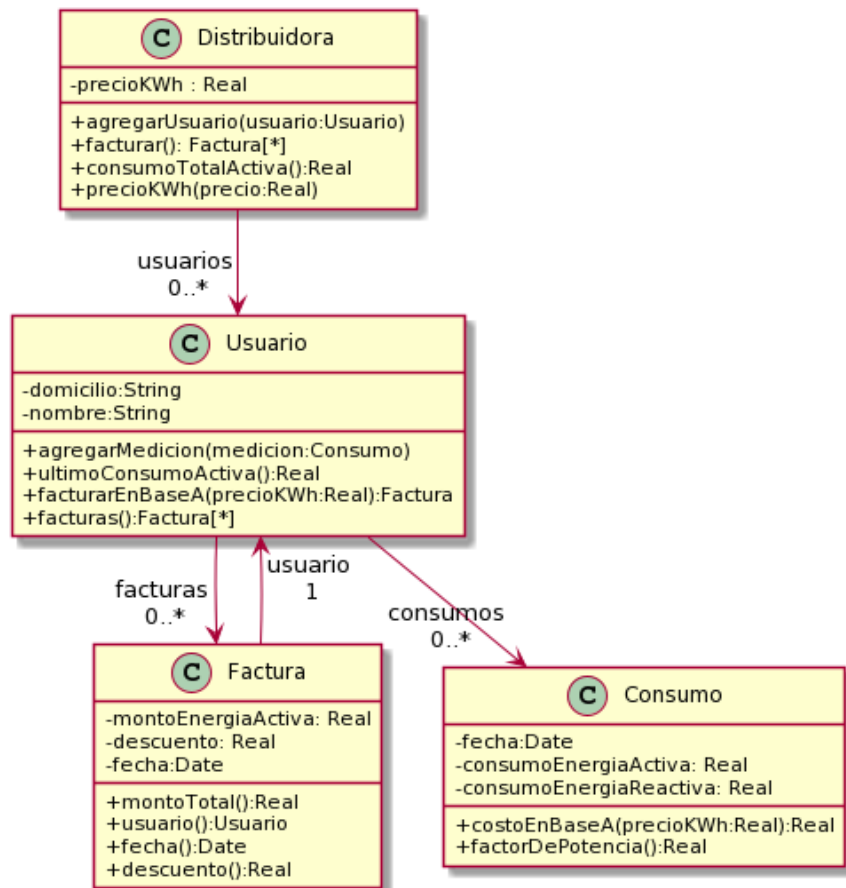 C Distribuidora
-precioKWh : Real
+agregarUsuario(usuario:Usuario)
+facturar(): Factura[*]
+consumoTotalActiva():Real
+precioKWh(precio:Real)
usuarios
0..*
C Usuario
-domicilio:String
-nombre:String
+agregarMedicion(medicion:Consumo)
+ultimoConsumoActiva():Real
+facturarEnBaseA(precioKWh:Real):Factura
+facturas():Factura[*]
facturas
0..*
usuario
1
consumos
0..*
C Factura
-montoEnergiaActiva: Real
-descuento: Real
-fecha:Date
+montoTotal():Real
+usuario():Usuario
+fecha():Date
+descuento():Real
C Consumo
-fecha:Date
-consumoEnergiaActiva: Real
-consumoEnergiaReactiva: Real
+costoEnBaseA(precioKWh:Real):Real
+factorDePotencia():Real